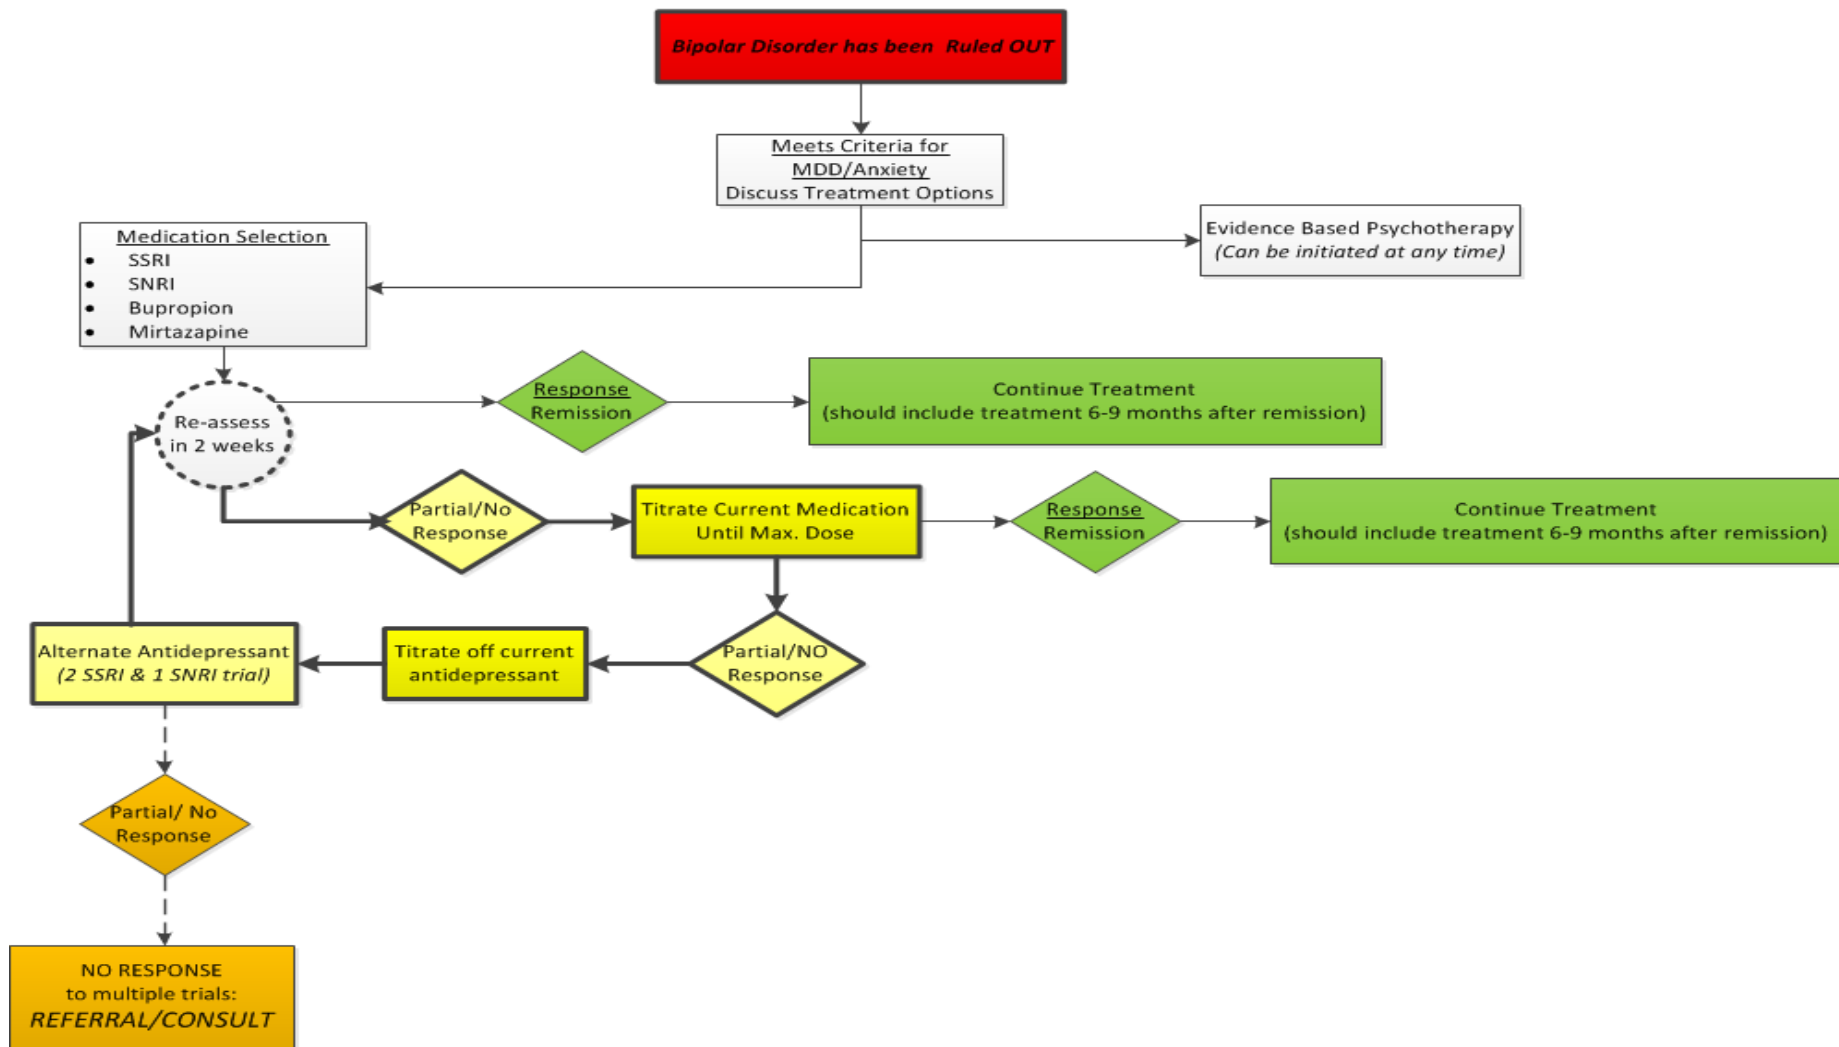 Bipolar Disorder has been Ruled OUT
Meets Criteria for
MDD/Anxiety
Discuss Treatment Options
Evidence Based Psychotherapy
(Can be initiated at any time)
Medication Selection
• SSRI
• SNRI
• Bupropion
• Mirtazapine
Re-assess
in 2 weeks
Response
Remission
Continue Treatment
(should include treatment 6-9 months after remission)
Partial/No
Response
Titrate Current Medication
Until Max. Dose
Response
Remission
Continue Treatment
(should include treatment 6-9 months after remission)
Partial/NO
Response
Titrate off current
antidepressant
Alternate Antidepressant
(2 SSRI & 1 SNRI trial)
Partial/ No
Response
NO RESPONSE
to multiple trials:
REFERRAL/CONSULT